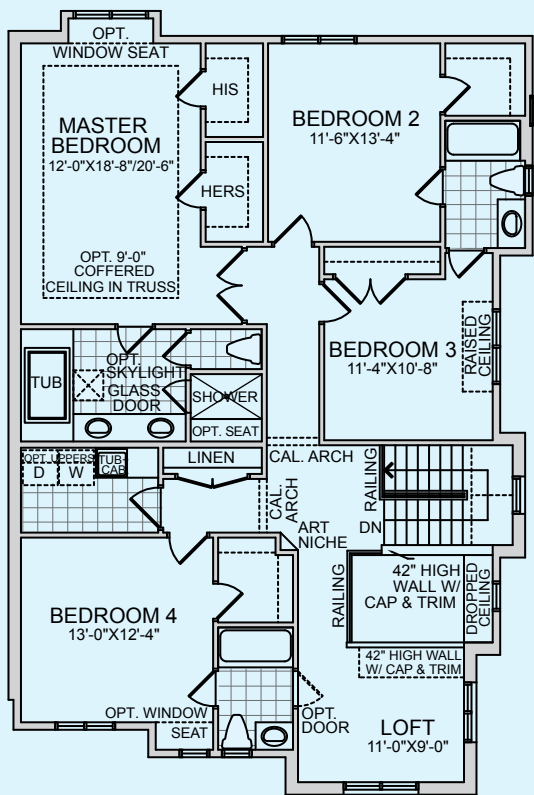 OPT.
WINDOW SEAT
HIS
MASTER
BEDROOM
12'-0"X18'-8"/20'-6"
BEDROOM 2
11'-6"X13'-4"
HERS
OPT. 9'-0"
COFFERED
CEILING IN TRUSS
BEDROOM 3
11'-4"X10'-8"
RAISED
CEILING
OPT.
SKYLIGHT
GLASS
DOOR
TUB
SHOWER
OPT. SEAT
OPT. UPPERS
D
W
TUB-
CAB
LINEN
CAL. ARCH
CAL.
ARCH
RAILING
ART
NICHE
DN
42" HIGH
WALL W/
CAP & TRIM
RAILING
DROPPED
CEILING
BEDROOM 4
13'-0"X12'-4"
42" HIGH WALL
W/ CAP & TRIM
OPT. WINDOW
SEAT
OPT.
DOOR
LOFT
11'-0"X9'-0"